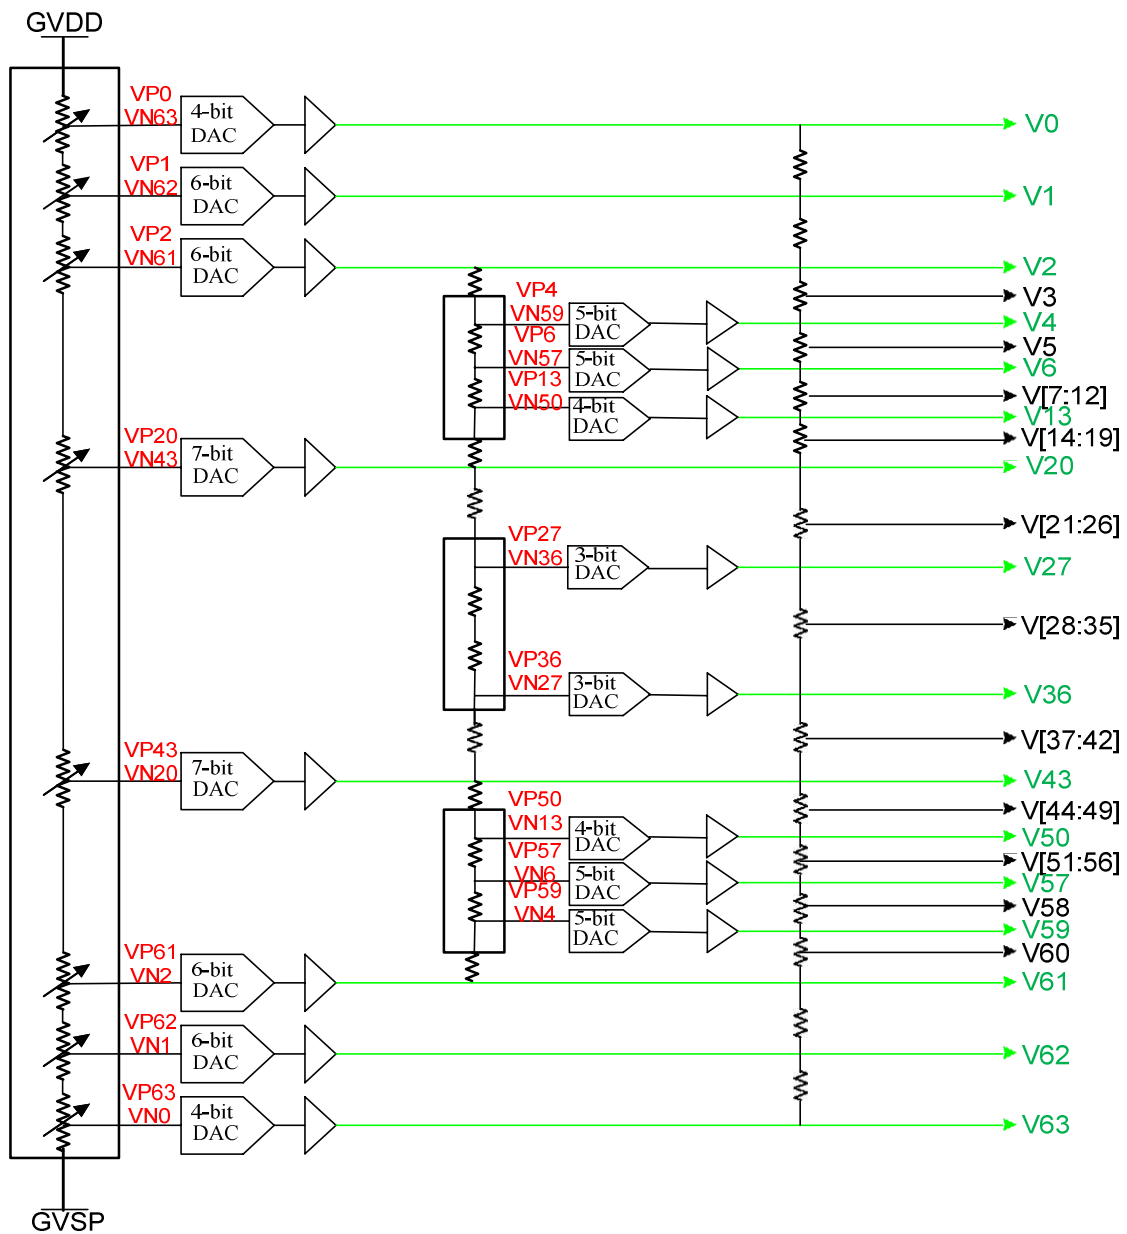 GVDD
VP0
VN63
4-bit
DAC
V0
VP1
VN62
6-bit
DAC
V1
VP2
VN61
6-bit
DAC
V2
VP4
VN59
5-bit
DAC
V3
V4
VP6
VN57
5-bit
DAC
V5
V6
VP13
VN50
4-bit
DAC
V[7:12]
V13
V[14:19]
VP20
VN43
7-bit
DAC
V20
V[21:26]
VP27
VN36
3-bit
DAC
V27
V[28:35]
VP36
VN27
3-bit
DAC
V36
V[37:42]
VP43
VN20
7-bit
DAC
V43
V[44:49]
VP50
VN13
4-bit
DAC
V50
V[51:56]
VP57
VN6
5-bit
DAC
V57
V58
VP59
VN4
5-bit
DAC
V59
V60
VP61
VN2
6-bit
DAC
V61
VP62
VN1
6-bit
DAC
V62
VP63
VN0
4-bit
DAC
V63
GVSP